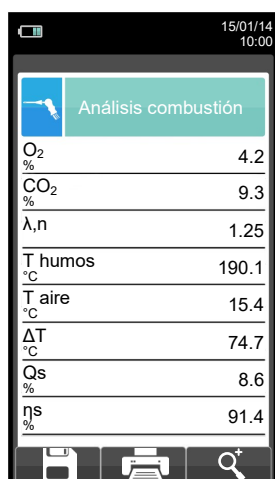 15/01/14
10:00
Análisis combustión
O2
%
4.2
CO2
%
9.3
λ,n
1.25
T humos
°C
190.1
T aire
°C
15.4
ΔT
°C
74.7
Qs
%
8.6
ηs
%
91.4